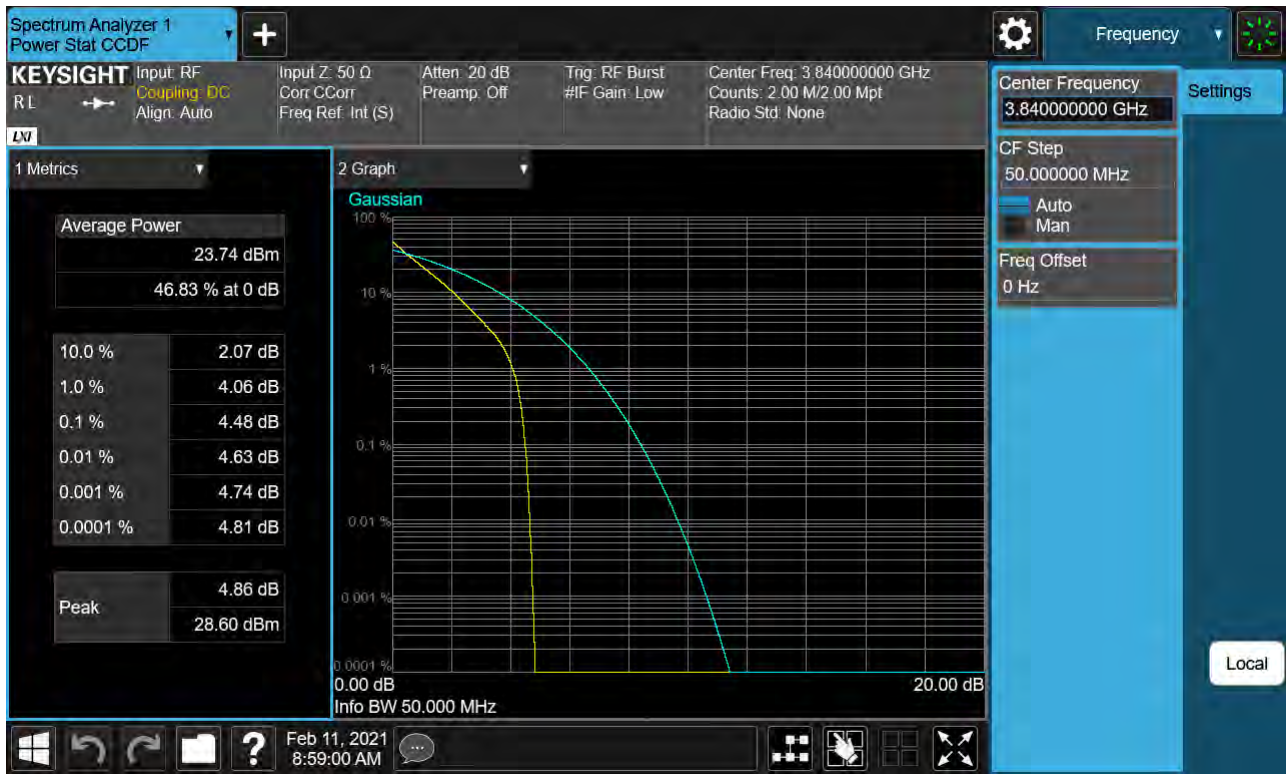 Spectrum Analyzer 1
Power Stat CCDF
+
Frequency
KEYSIGHT
RL
LXI
Input: RF
Coupling: DC
Align: Auto
Input Z: 50 Ω
Corr CCorr
Freq Ref: Int (S)
Atten: 20 dB
Preamp: Off
Trig: RF Burst
#IF Gain: Low
Center Freq: 3.840000000 GHz
Counts: 2.00 M/2.00 Mpt
Radio Std: None
Center Frequency
3.840000000 GHz
Settings
CF Step
50.000000 MHz
Auto
Man
Freq Offset
0 Hz
1 Metrics
Average Power
23.74 dBm
46.83 % at 0 dB
10.0 % 2.07 dB
1.0 % 4.06 dB
0.1 % 4.48 dB
0.01 % 4.63 dB
0.001 % 4.74 dB
0.0001 % 4.81 dB
Peak
4.86 dB
28.60 dBm
2 Graph
Gaussian
100 %
10 %
1 %
0.1 %
0.01 %
0.001 %
0.0001 %
0.00 dB 20.00 dB
Info BW 50.000 MHz
Local
?
Feb 11, 2021
8:59:00 AM